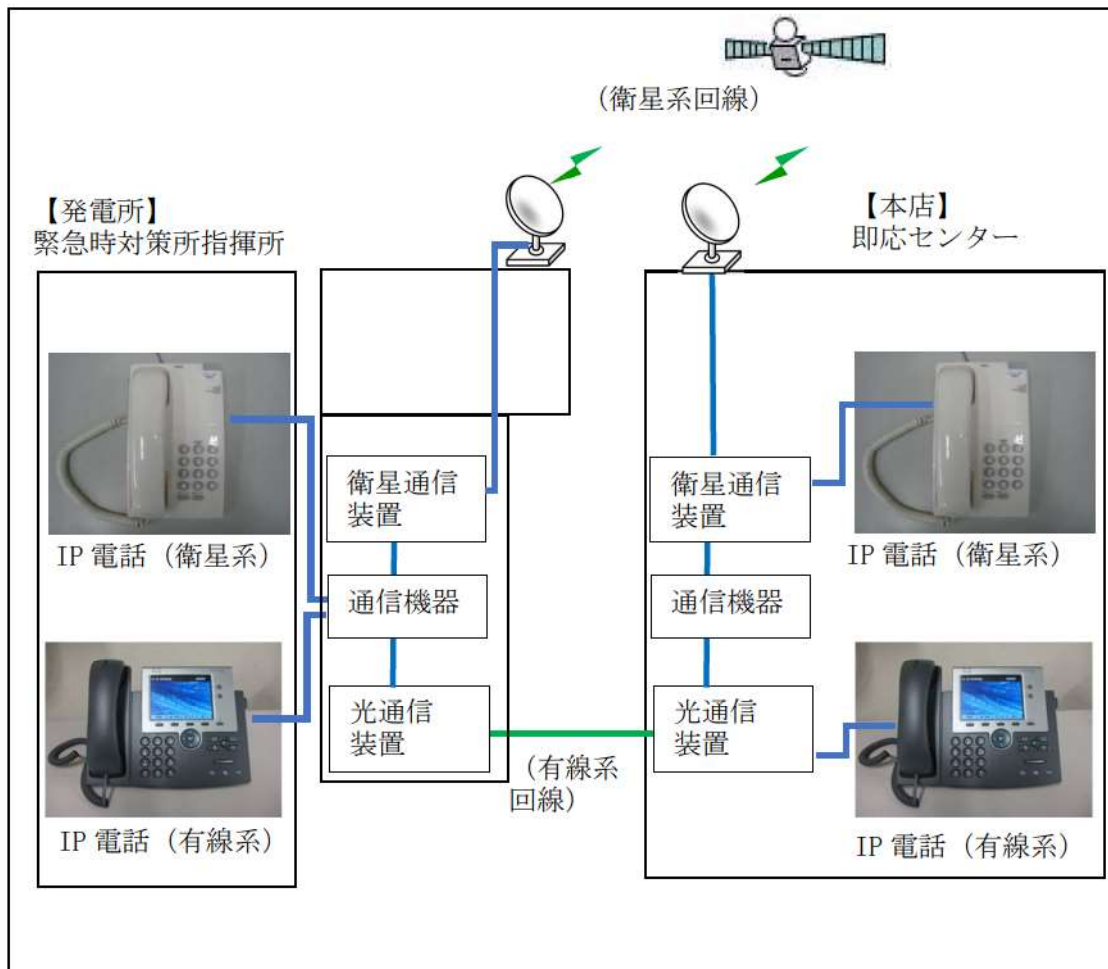 （衛星系回線）
【発電所】
緊急時対策所指揮所
【本店】
即応センター
IP 電話（衛星系）
IP 電話（有線系）
衛星通信
装置
通信機器
光通信
装置
（有線系
回線）
衛星通信
装置
通信機器
光通信
装置
IP 電話（衛星系）
IP 電話（有線系）